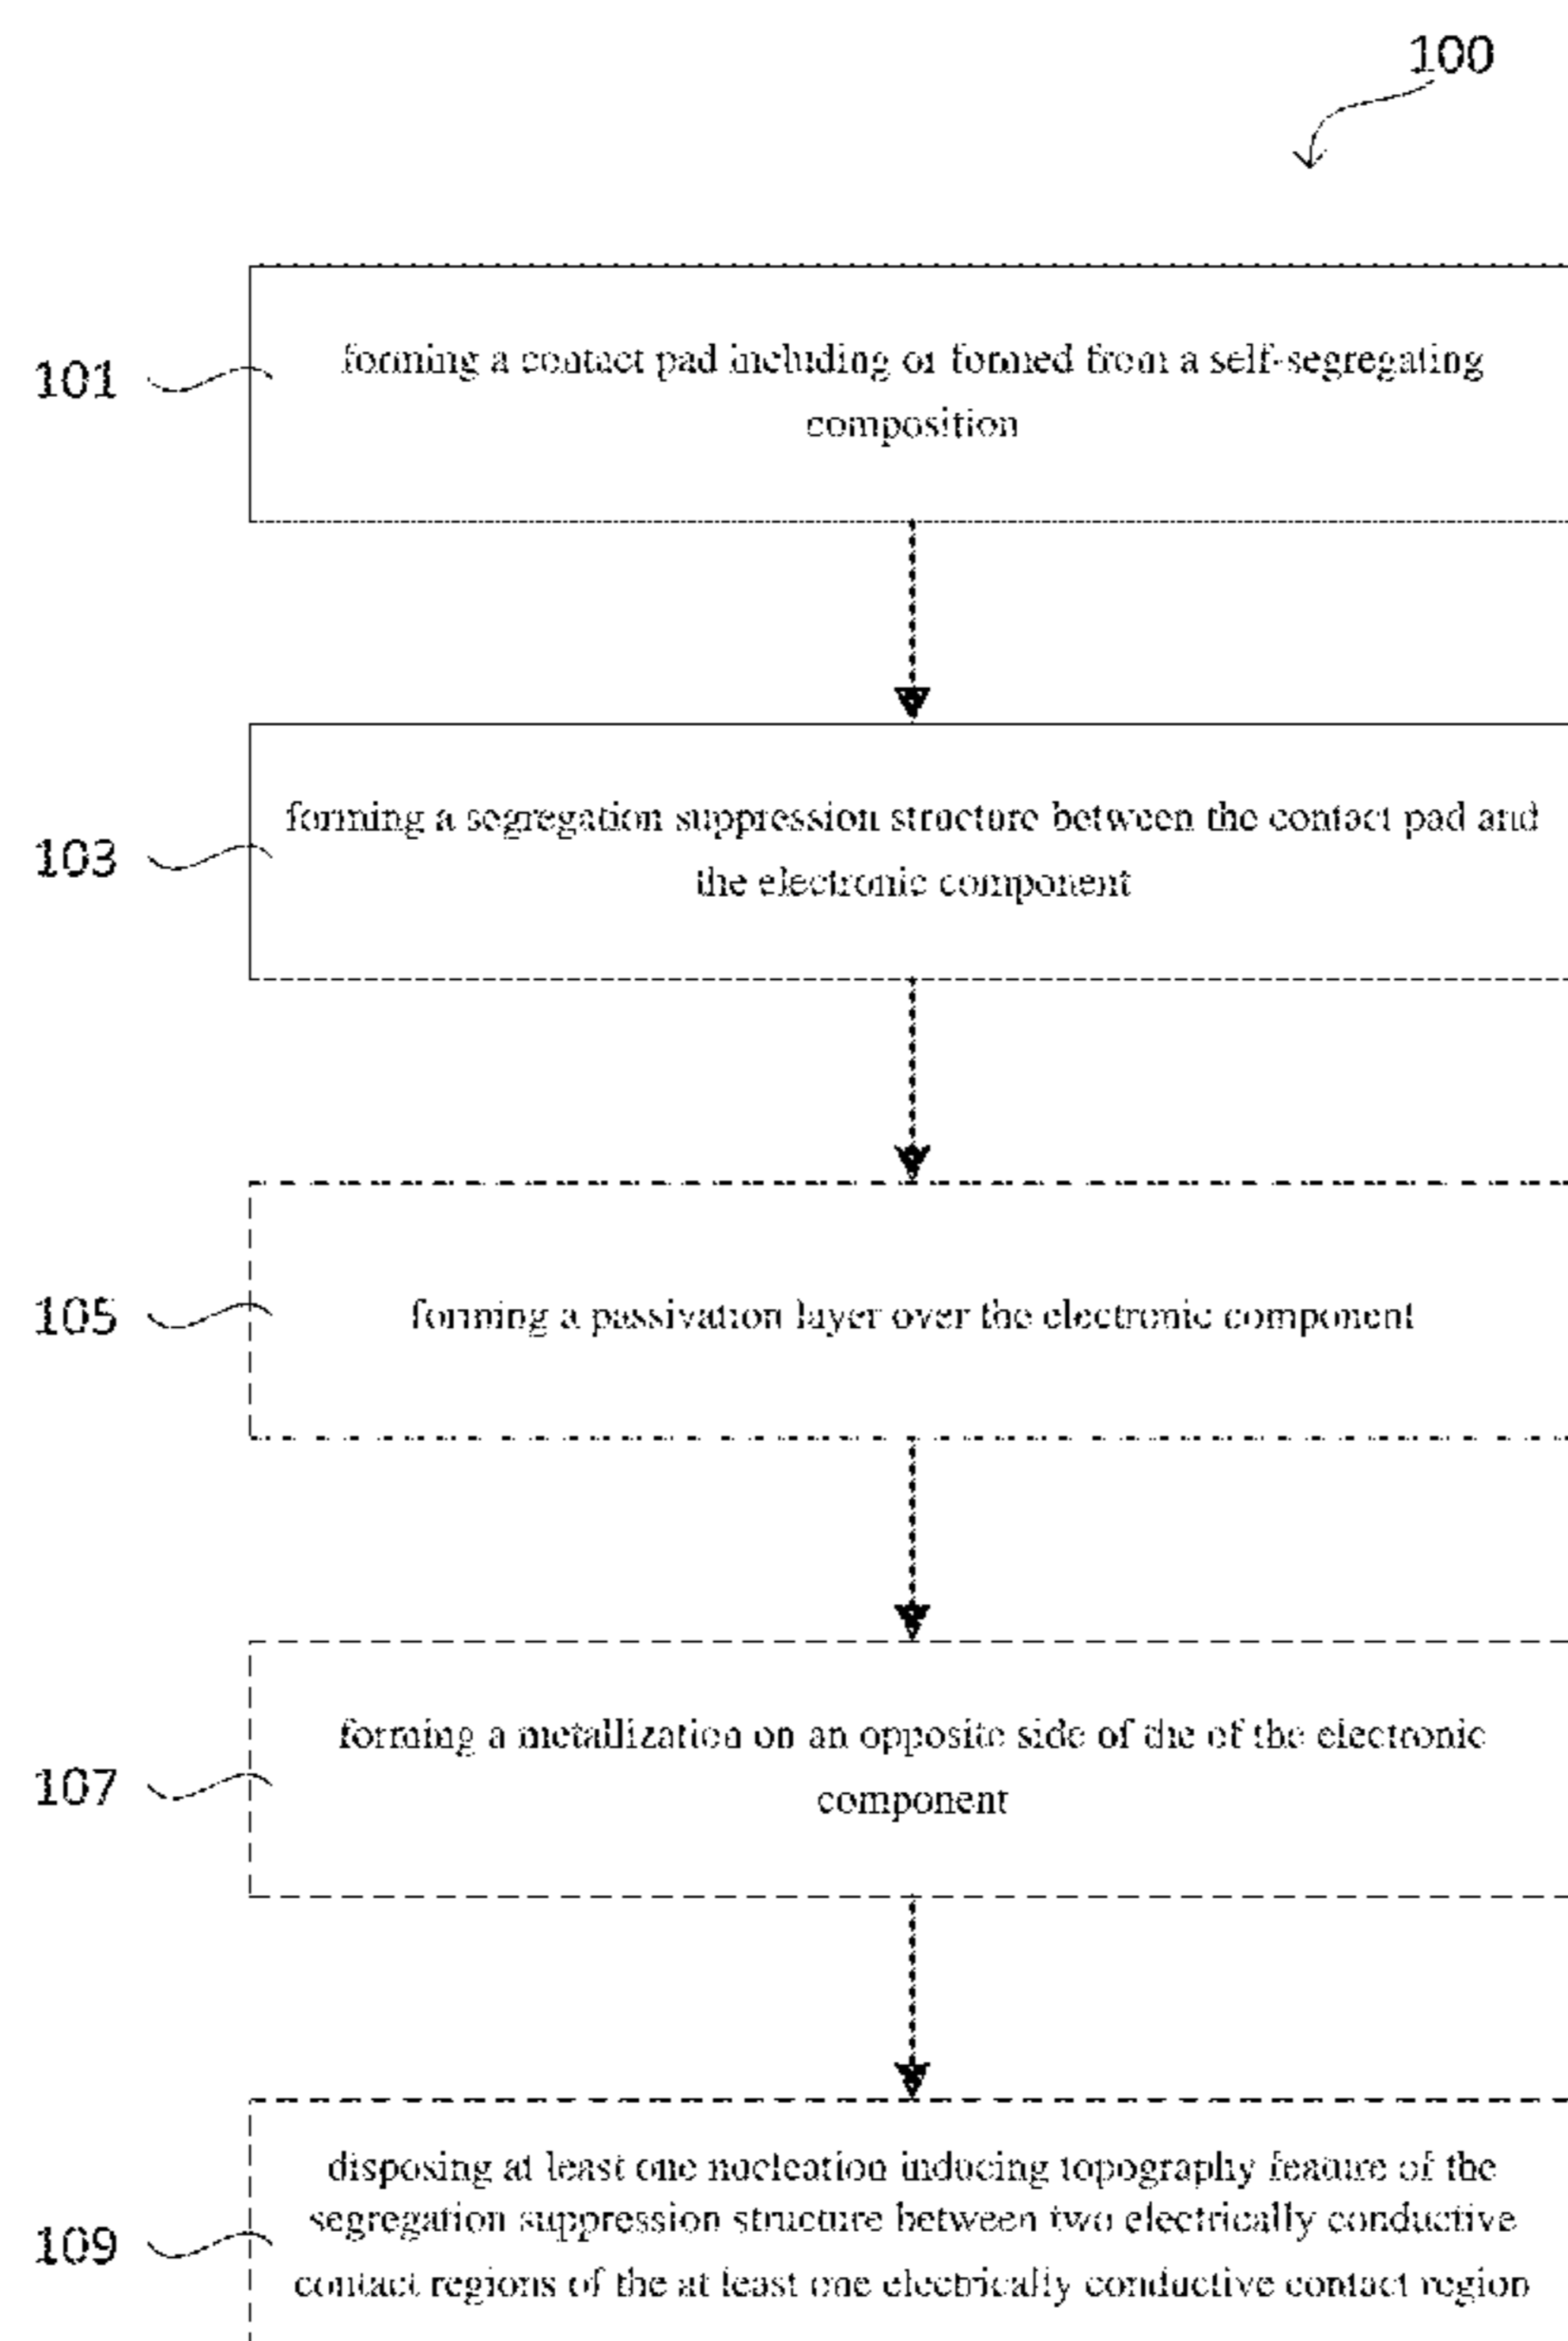 100
101
forming a contact pad including or formed from a self-segregating
composition
103
forming a segregation suppression structure between the contact pad and
the electronic component
105
forming a passivation layer over the electronic component
107
forming a metallization on an opposite side of the of the electronic
component
109
disposing at least one nucleation inducing topography feature of the
segregation suppression structure between two electrically conductive
contact regions of the at least one electrically conductive contact region